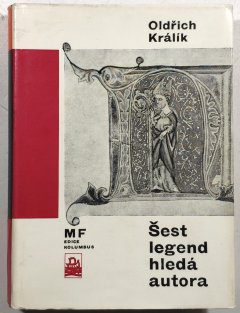 Oldřich
Králík
MF
EDICE
KOLUMBUS
Šest
legend
hledá
autora